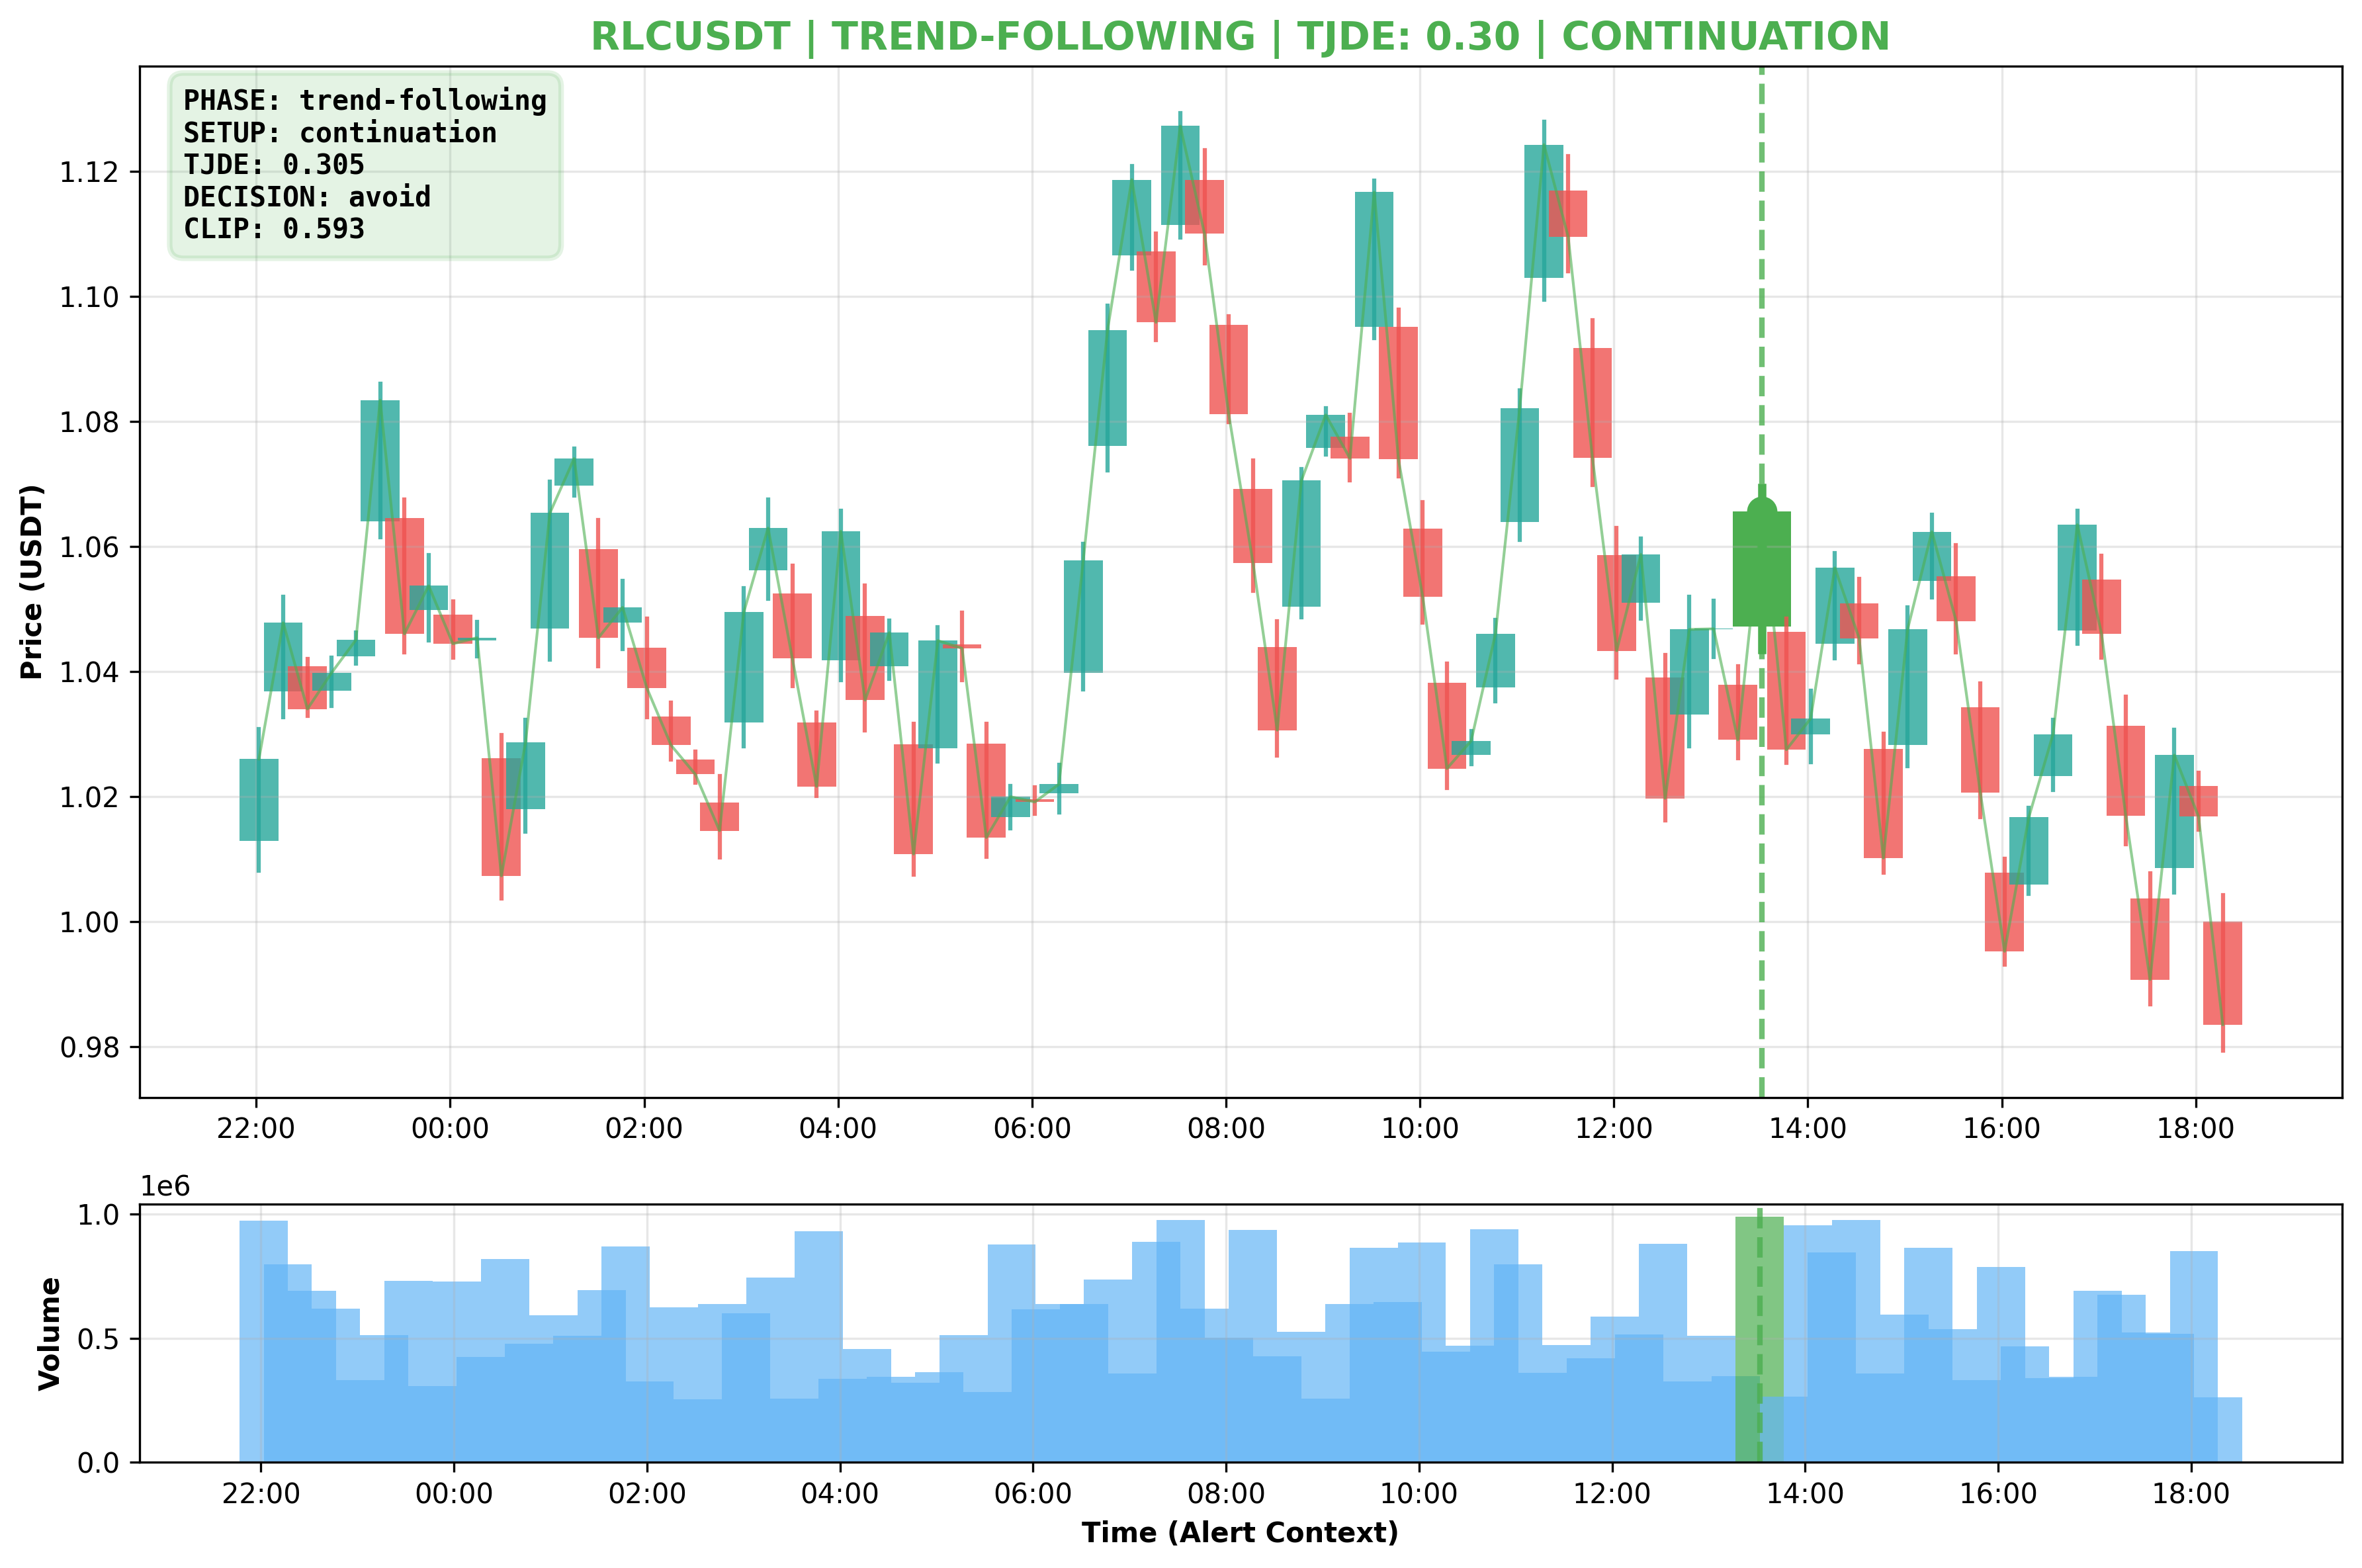 RLCUSDT | TREND-FOLLOWING | TJDE: 0.30 | CONTINUATION
PHASE: trend-following
SETUP: continuation
TJDE: 0.305
DECISION: avoid
CLIP: 0.593
Price (USDT)
1.12
1.10
1.08
1.06
1.04
1.02
1.00
0.98
22:00 00:00 02:00 04:00 06:00 08:00 10:00 12:00 14:00 16:00 18:00
1e6
Volume
1.0
0.5
0.0
22:00 00:00 02:00 04:00 06:00 08:00 10:00 12:00 14:00 16:00 18:00
Time (Alert Context)